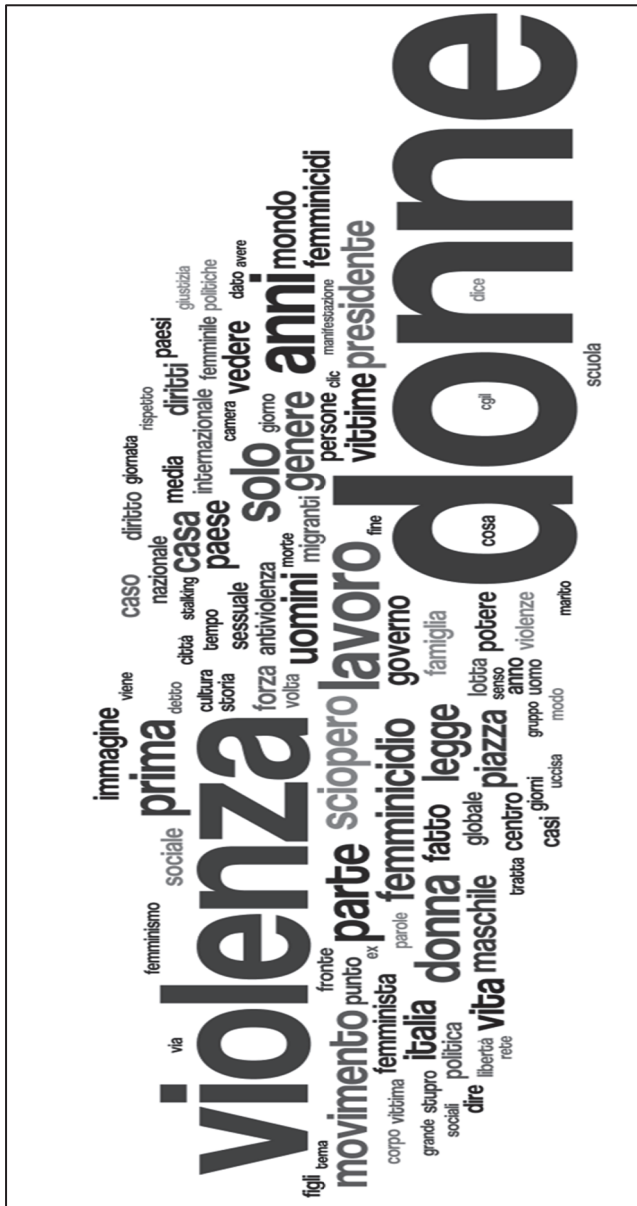 immagine viene
caso diritto giornata
femminismo prima rispetto
via sociale detto nazionale media diritti paesi
città stalking casa giustizia
violenza cultura tempo paese internazionale femminile politiche
storia sessuale camera vedere dato avere
forza antiviolenza solo giorno
volta morte
figli tema fronte uomini migranti genere anni mondo
movimento punto parte sciopero lavoro persone clic manifestazione femminicidi
ex fine vittime presidente
corpo vittima femminista parole femminicidio governo
grande stupro italia donna fatto legge famiglia
sociali politica
dire vita maschile globale piazza lotta potere donne
libertà cosa cgil dice
rete senso
tratta centro anno violenze
giorni gruppo uomo
casi uccisa modo marito scuola